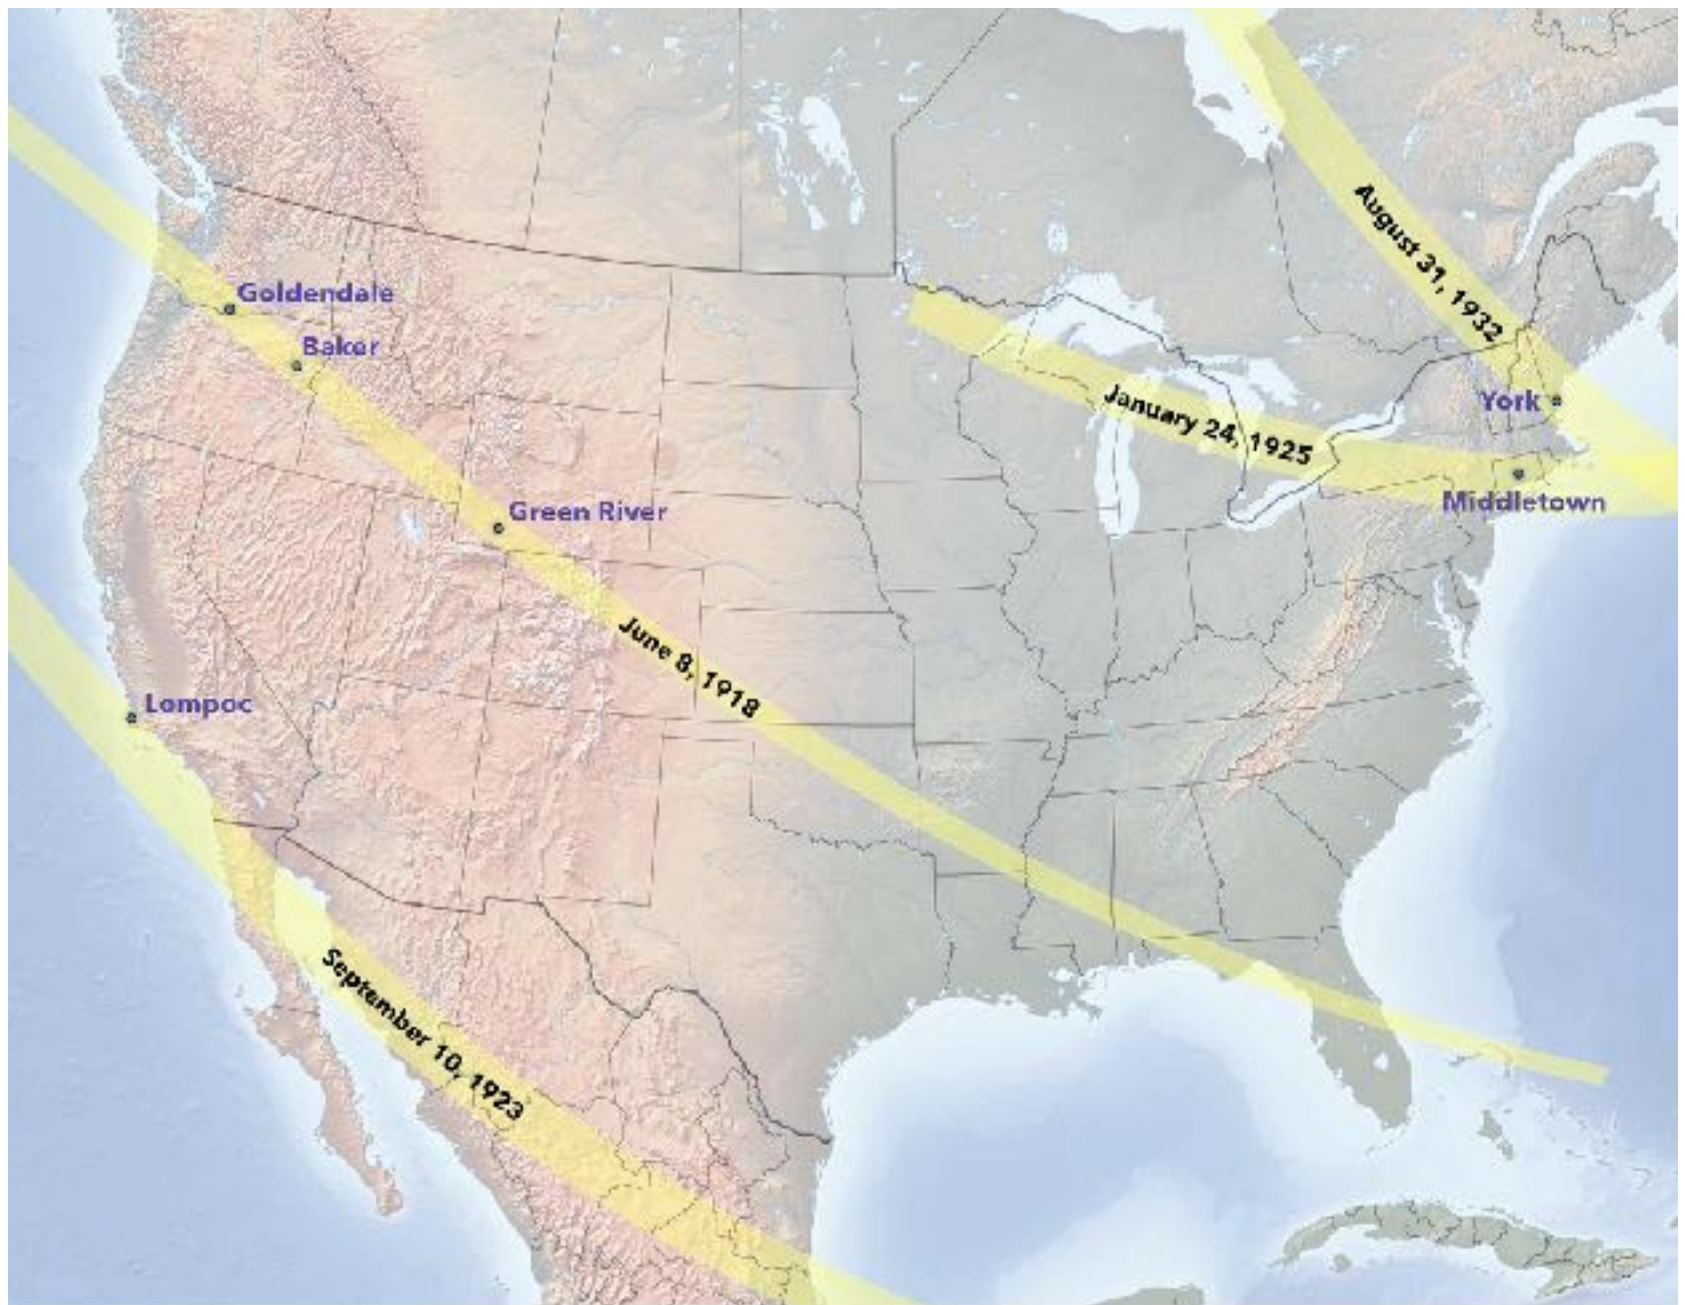 August 31, 1932
Goldendale
Baker
January 24, 1925
York
Middletown
Green River
June 8, 1918
Lompoc
September 10, 1923